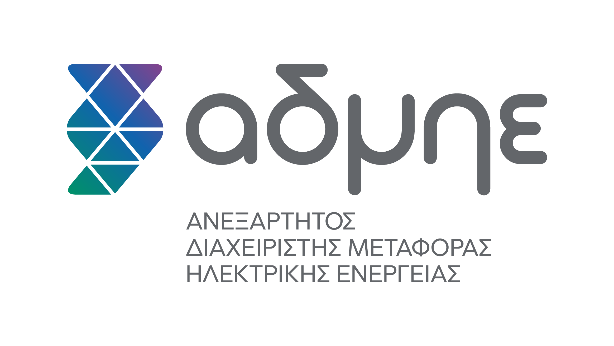 αδμηε
ΑΝΕΞΑΡΤΗΤΟΣ
ΔΙΑΧΕΙΡΙΣΤΗΣ ΜΕΤΑΦΟΡΑΣ
ΗΛΕΚΤΡΙΚΗΣ ΕΝΕΡΓΕΙΑΣ